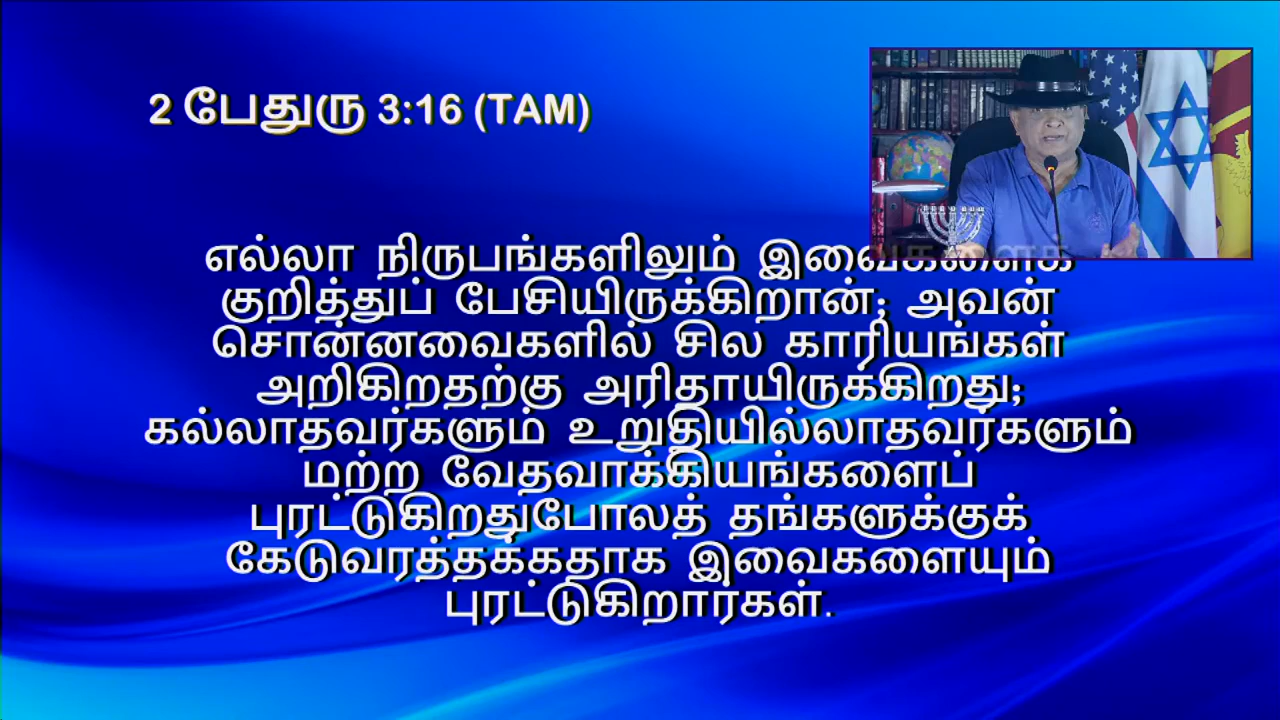 2 பேதுரு 3:16 (TAM)
எல்லா நிருபங்களிலும் இவைகளைக்
குறித்துப் பேசியிருக்கிறான்; அவன்
சொன்னவைகளில் சில காரியங்கள்
அறிகிறதற்கு அரிதாயிருக்கிறது;
கல்லாதவர்களும் உறுதியில்லாதவர்களும்
மற்ற வேதவாக்கியங்களைப்
புரட்டுகிறதுபோலத் தங்களுக்குக்
கேடுவரத்தக்கதாக இவைகளையும்
புரட்டுகிறார்கள்.